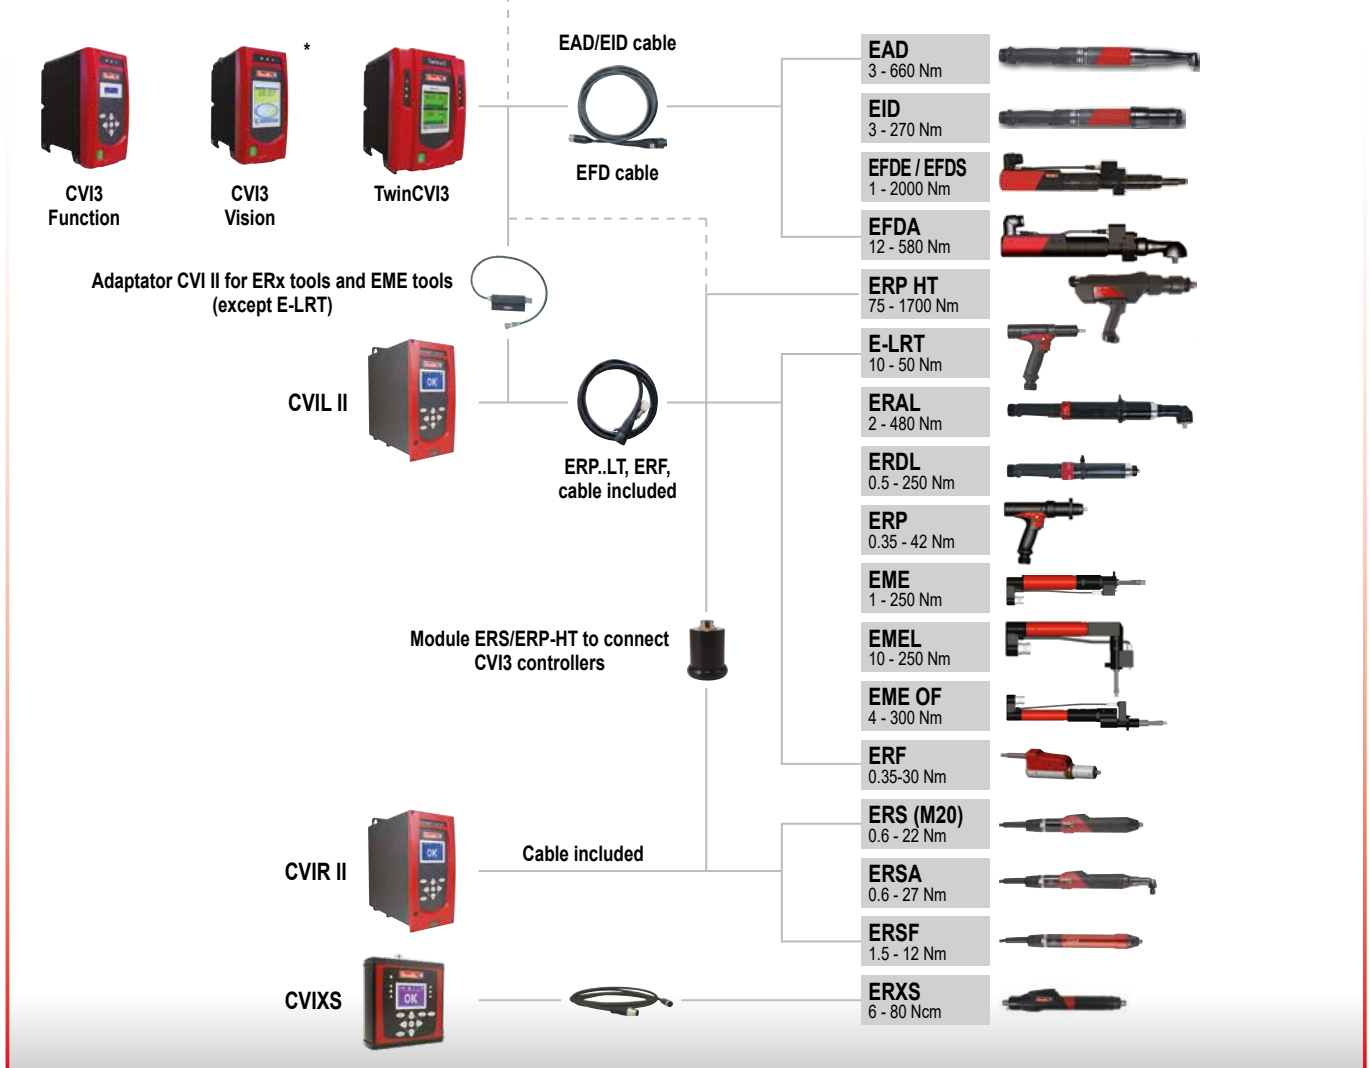 *
CVI3
Function
CVI3
Vision
TwinCVI3
EAD/EID cable
EFD cable
Adaptator CVI II for ERx tools and EME tools
(except E-LRT)
CVIL II
OK
ERP..LT, ERF,
cable included
Module ERS/ERP-HT to connect
CVI3 controllers
CVIR II
OK
Cable included
CVIXS
OK
EAD
3 - 660 Nm
EID
3 - 270 Nm
EFDE / EFDS
1 - 2000 Nm
EFDA
12 - 580 Nm
ERP HT
75 - 1700 Nm
E-LRT
10 - 50 Nm
ERAL
2 - 480 Nm
ERDL
0.5 - 250 Nm
ERP
0.35 - 42 Nm
EME
1 - 250 Nm
EMEL
10 - 250 Nm
EME OF
4 - 300 Nm
ERF
0.35-30 Nm
ERS (M20)
0.6 - 22 Nm
ERSA
0.6 - 27 Nm
ERSF
1.5 - 12 Nm
ERXS
6 - 80 Ncm